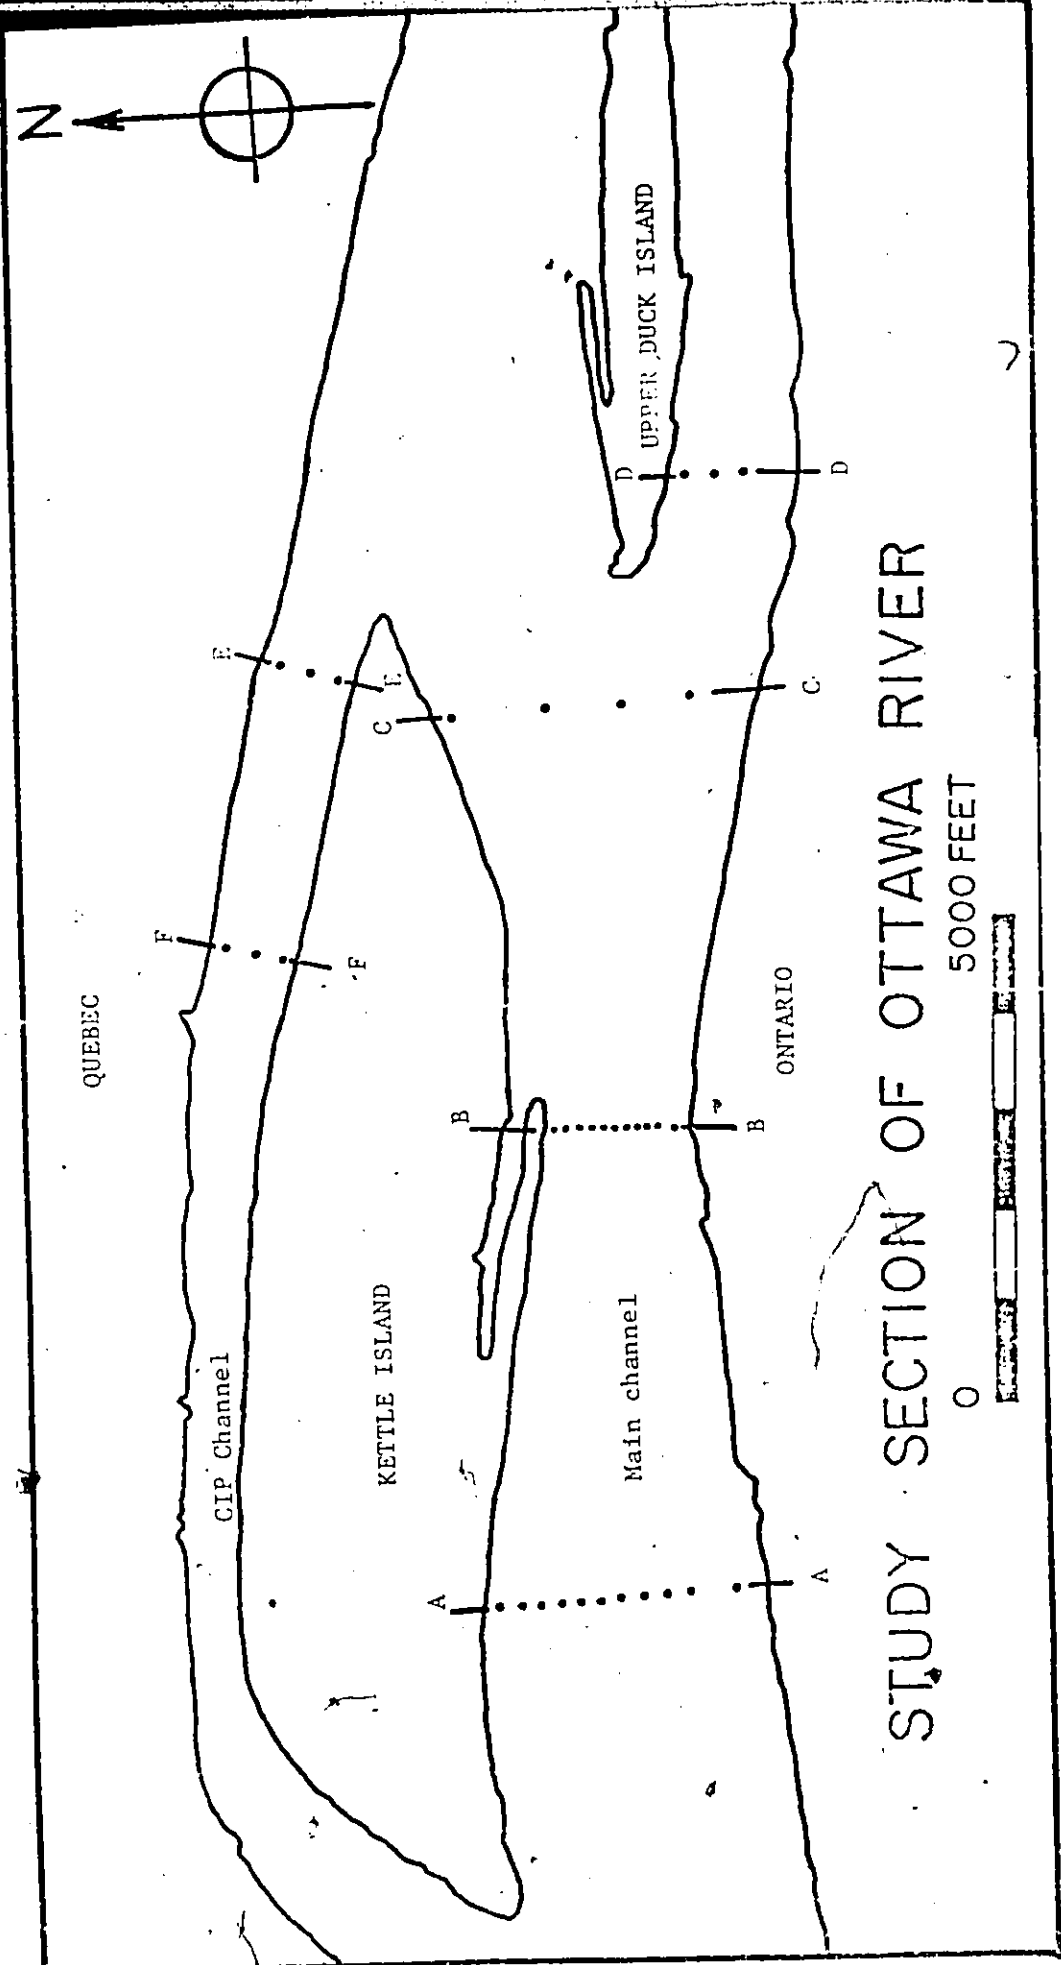 N
QUEBEC
CIP Channel
F
F
E
E
KETTLE ISLAND
C
C
A
A
B
B
Main channel
D
D
UPPER DUCK ISLAND
ONTARIO
STUDY SECTION OF OTTAWA RIVER
0 5000 FEET